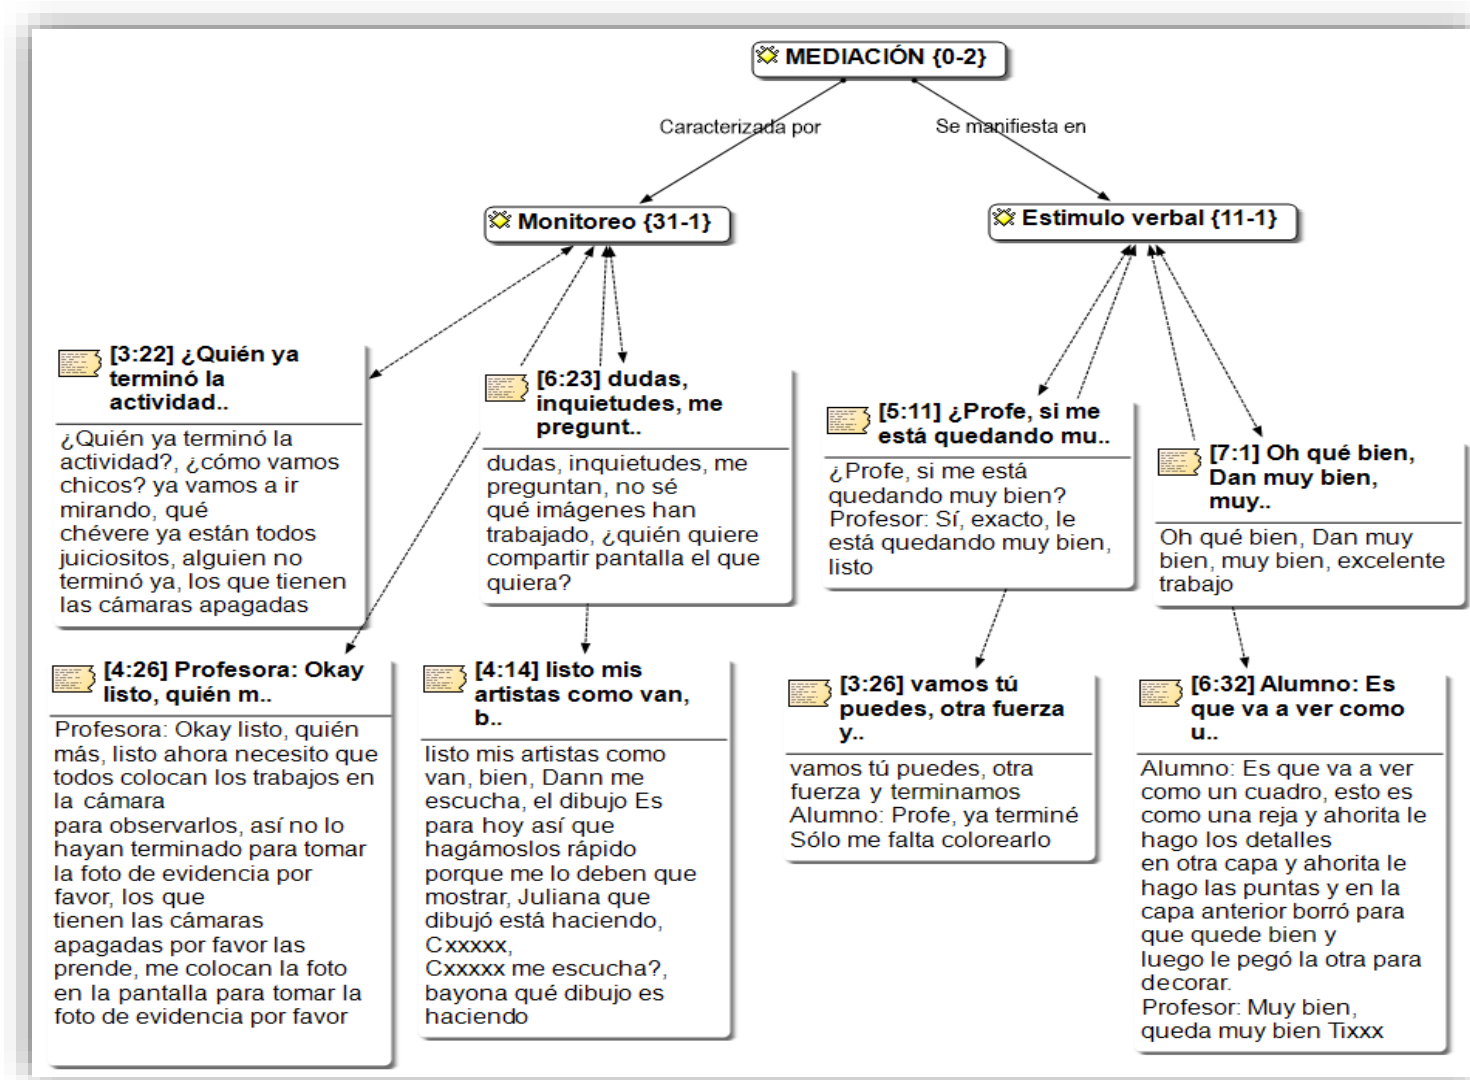 MEDIACIÓN {0-2}
Caracterizada por
Se manifiesta en
Monitoreo {31-1}
Estimulo verbal {11-1}
[3:22] ¿Quién ya
terminó la
actividad..
¿Quién ya terminó la
actividad?, ¿cómo vamos
chicos? ya vamos a ir
mirando, qué
chévere ya están todos
juiciositos, alguien no
terminó ya, los que tienen
las cámaras apagadas
[6:23] dudas,
inquietudes, me
pregunt..
dudas, inquietudes, me
preguntan, no sé
qué imágenes han
trabajado, ¿quién quiere
compartir pantalla el que
quiera?
[5:11] ¿Profe, si me
está quedando mu..
¿Profe, si me está
quedando muy bien?
Profesor: Sí, exacto, le
está quedando muy bien,
listo
[7:1] Oh qué bien,
Dan muy bien,
muy..
Oh qué bien, Dan muy
bien, muy bien, excelente
trabajo
[4:26] Profesora: Okay
listo, quién m..
Profesora: Okay listo, quién
más, listo ahora necesito que
todos colocan los trabajos en
la cámara
para observarlos, así no lo
hayan terminado para tomar
la foto de evidencia por
favor, los que
tienen las cámaras
apagadas por favor las
prende, me colocan la foto
en la pantalla para tomar la
foto de evidencia por favor
[4:14] listo mis
artistas como van,
b..
listo mis artistas como
van, bien, Dann me
escucha, el dibujo Es
para hoy así que
hagámoslos rápido
porque me lo deben que
mostrar, Juliana que
dibujó está haciendo,
Cxxxxx,
Cxxxxx me escucha?,
bayona qué dibujo es
haciendo
[3:26] vamos tú
puedes, otra fuerza
y..
vamos tú puedes, otra
fuerza y terminamos
Alumno: Profe, ya terminé
Sólo me falta colorearlo
[6:32] Alumno: Es
que va a ver como
u..
Alumno: Es que va a ver
como un cuadro, esto es
como una reja y ahorita le
hago los detalles
en otra capa y ahorita le
hago las puntas y en la
capa anterior borró para
que quede bien y
luego le pegó la otra para
decorar.
Profesor: Muy bien,
queda muy bien Tixxx